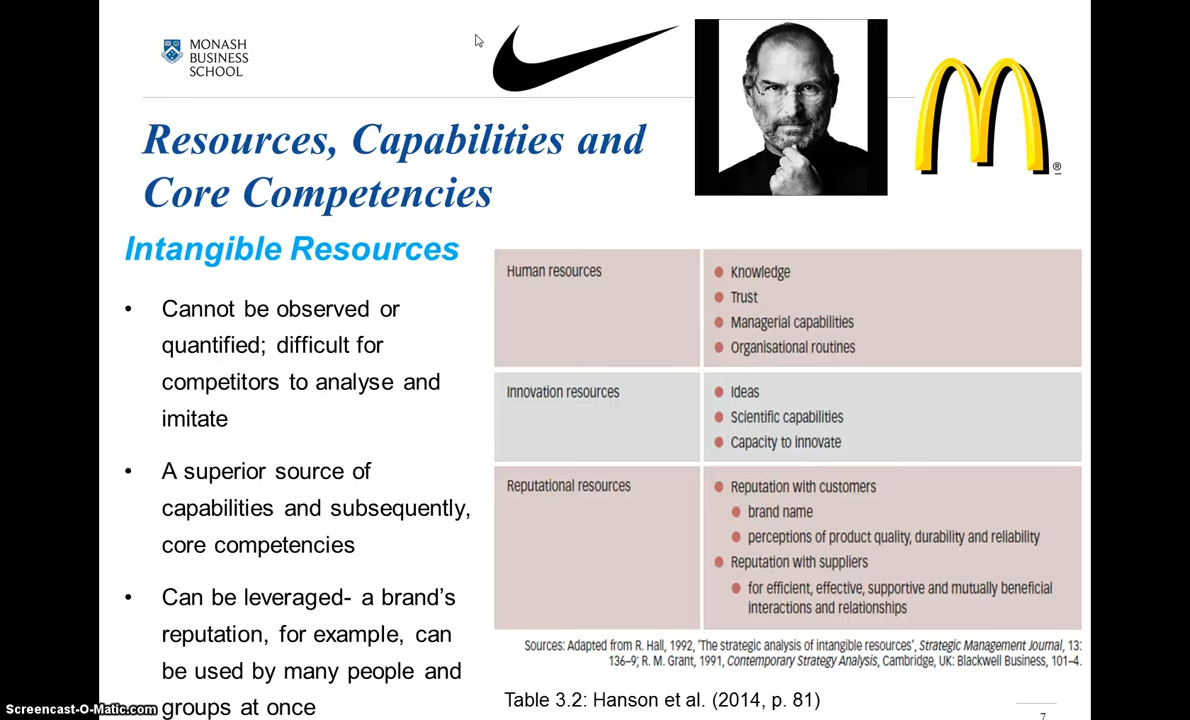 MONASH
BUSINESS
SCHOOL
®
Resources, Capabilities and
Core Competencies
Intangible Resources
• Cannot be observed or
quantified; difficult for
competitors to analyse and
imitate
• A superior source of
capabilities and subsequently,
core competencies
• Can be leveraged- a brand's
reputation, for example, can
be used by many people and
groups at once
Human resources
● Knowledge
● Trust
● Managerial capabilities
● Organisational routines
Innovation resources
● Ideas
● Scientific capabilities
● Capacity to innovate
Reputational resources
● Reputation with customers
● brand name
● perceptions of product quality, durability and reliability
● Reputation with suppliers
● for efficient, effective, supportive and mutually beneficial
interactions and relationships
Sources: Adapted from R. Hall, 1992, 'The strategic analysis of intangible resources', Strategic Management Journal, 13:
136–9; R. M. Grant, 1991, Contemporary Strategy Analysis, Cambridge, UK: Blackwell Business, 101–4.
Table 3.2: Hanson et al. (2014, p. 81)
7
Screencast-O-Matic.com